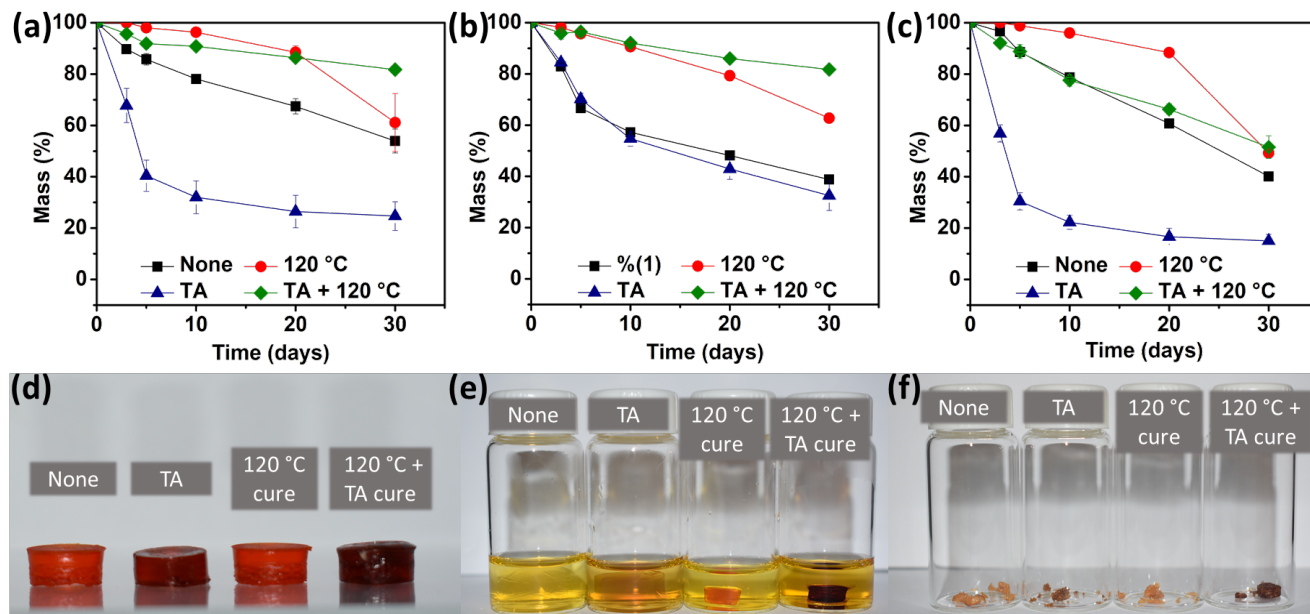 (a)
100
80
60
40
20
0
Mass (%)
None
120 °C
TA
TA + 120 °C
0
10
20
30
Time (days)
(b)
100
80
60
40
20
0
Mass (%)
%(1)
120 °C
TA
TA + 120 °C
0
10
20
30
Time (days)
(c)
100
80
60
40
20
0
Mass (%)
None
120 °C
TA
TA + 120 °C
0
10
20
30
Time (days)
(d)
None
TA
120 °C
cure
120 °C +
TA cure
(e)
None
TA
120 °C
cure
120 °C +
TA cure
(f)
None
TA
120 °C
cure
120 °C +
TA cure